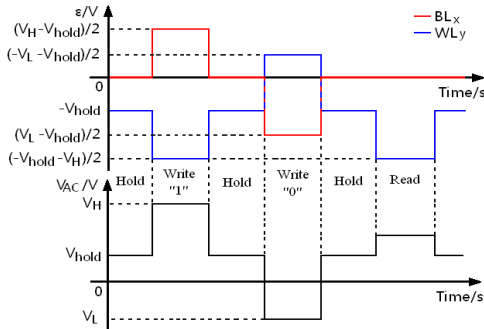 ε/V
(VH-Vhold)/2
(-VL-Vhold)/2
0
-Vhold
(VL-Vhold)/2
(-Vhold-VH)/2
BLx
WLy
Time/s
Hold
Write "1"
Hold
Write "0"
Hold
Read
VAC/V
VH
Vhold
0
VL
Time/s